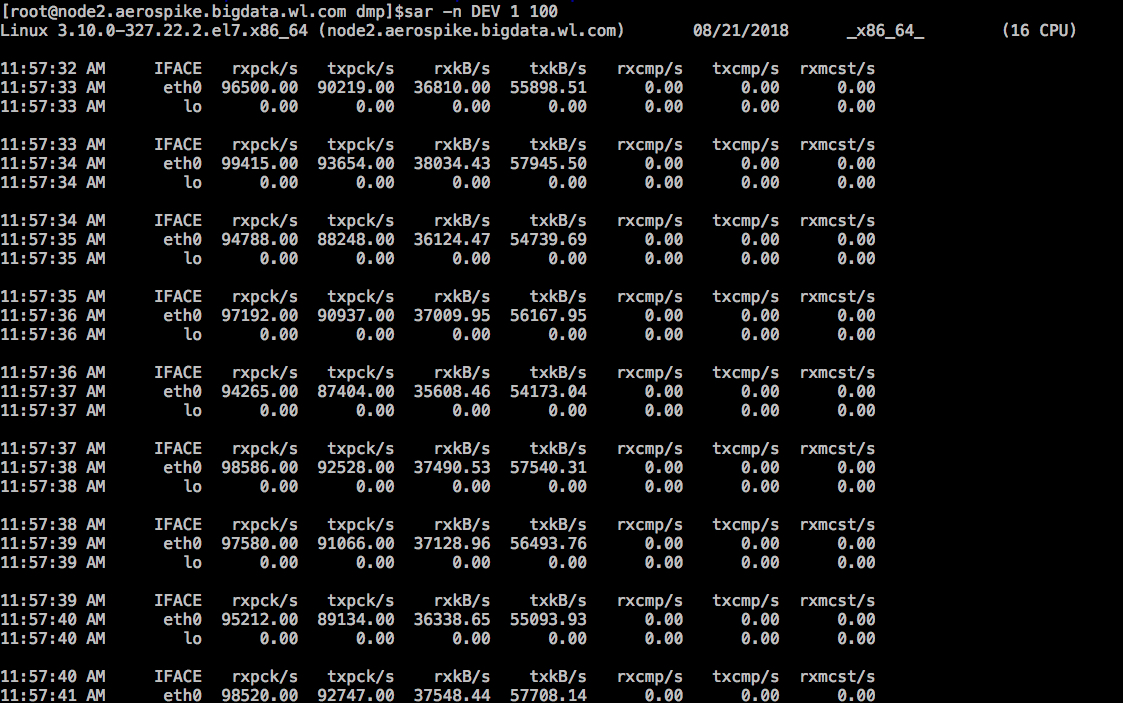 [root@node2.aerospike.bigdata.wl.com dmp]$sar -n DEV 1 100
Linux 3.10.0-327.22.2.el7.x86_64 (node2.aerospike.bigdata.wl.com) 08/21/2018 _x86_64_ (16 CPU)
11:57:32 AM IFACE rxpck/s txpck/s rxkB/s txkB/s rxcmp/s txcmp/s rxmcst/s
11:57:33 AM eth0 96500.00 90219.00 36810.00 55898.51 0.00 0.00 0.00
11:57:33 AM lo 0.00 0.00 0.00 0.00 0.00 0.00 0.00
11:57:33 AM IFACE rxpck/s txpck/s rxkB/s txkB/s rxcmp/s txcmp/s rxmcst/s
11:57:34 AM eth0 99415.00 93654.00 38034.43 57945.50 0.00 0.00 0.00
11:57:34 AM lo 0.00 0.00 0.00 0.00 0.00 0.00 0.00
11:57:34 AM IFACE rxpck/s txpck/s rxkB/s txkB/s rxcmp/s txcmp/s rxmcst/s
11:57:35 AM eth0 94788.00 88248.00 36124.47 54739.69 0.00 0.00 0.00
11:57:35 AM lo 0.00 0.00 0.00 0.00 0.00 0.00 0.00
11:57:35 AM IFACE rxpck/s txpck/s rxkB/s txkB/s rxcmp/s txcmp/s rxmcst/s
11:57:36 AM eth0 97192.00 90937.00 37009.95 56167.95 0.00 0.00 0.00
11:57:36 AM lo 0.00 0.00 0.00 0.00 0.00 0.00 0.00
11:57:36 AM IFACE rxpck/s txpck/s rxkB/s txkB/s rxcmp/s txcmp/s rxmcst/s
11:57:37 AM eth0 94265.00 87404.00 35608.46 54173.04 0.00 0.00 0.00
11:57:37 AM lo 0.00 0.00 0.00 0.00 0.00 0.00 0.00
11:57:37 AM IFACE rxpck/s txpck/s rxkB/s txkB/s rxcmp/s txcmp/s rxmcst/s
11:57:38 AM eth0 98586.00 92528.00 37490.53 57540.31 0.00 0.00 0.00
11:57:38 AM lo 0.00 0.00 0.00 0.00 0.00 0.00 0.00
11:57:38 AM IFACE rxpck/s txpck/s rxkB/s txkB/s rxcmp/s txcmp/s rxmcst/s
11:57:39 AM eth0 97580.00 91066.00 37128.96 56493.76 0.00 0.00 0.00
11:57:39 AM lo 0.00 0.00 0.00 0.00 0.00 0.00 0.00
11:57:39 AM IFACE rxpck/s txpck/s rxkB/s txkB/s rxcmp/s txcmp/s rxmcst/s
11:57:40 AM eth0 95212.00 89134.00 36338.65 55093.93 0.00 0.00 0.00
11:57:40 AM lo 0.00 0.00 0.00 0.00 0.00 0.00 0.00
11:57:40 AM IFACE rxpck/s txpck/s rxkB/s txkB/s rxcmp/s txcmp/s rxmcst/s
11:57:41 AM eth0 98520.00 92747.00 37548.44 57708.14 0.00 0.00 0.00